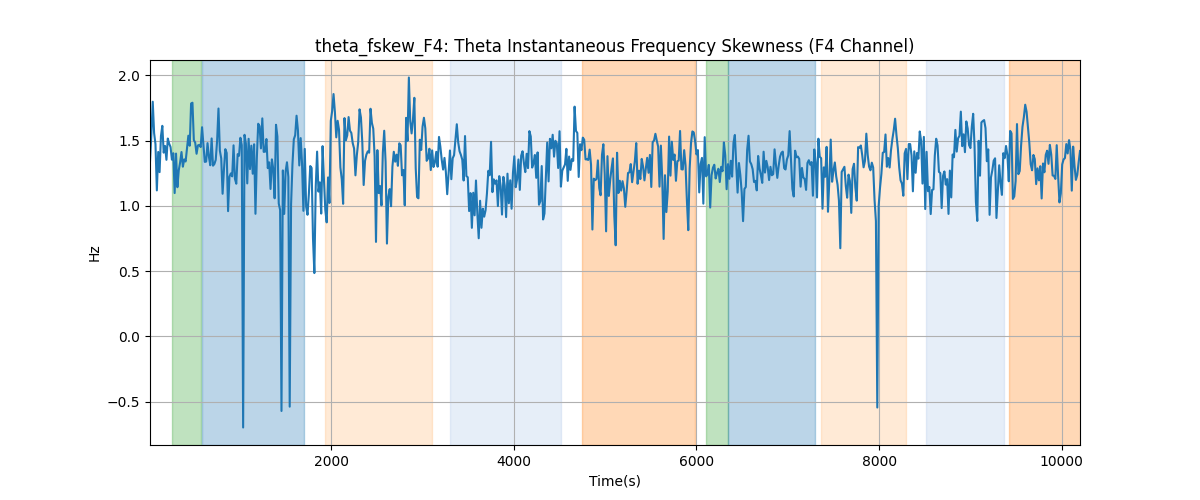 theta_fskew_F4: Theta Instantaneous Frequency Skewness (F4 Channel)
2.0
1.5
1.0
0.5
0.0
−0.5
Hz
2000 4000 6000 8000 10000
Time(s)